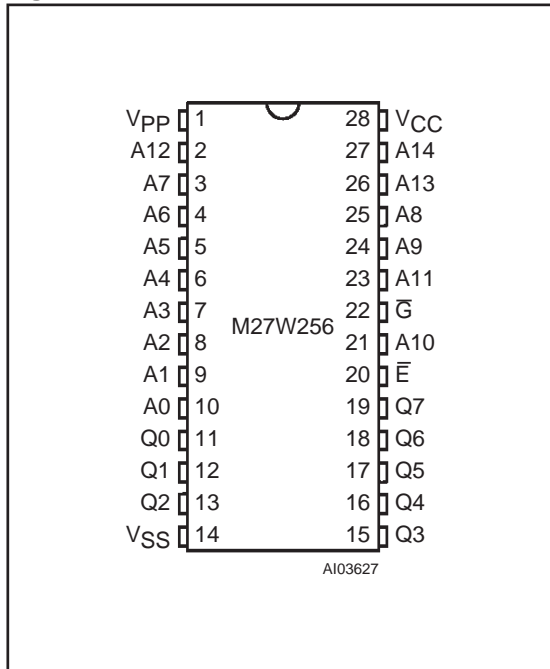 VPP 1 28 VCC
A12 2 27 A14
A7 3 26 A13
A6 4 25 A8
A5 5 24 A9
A4 6 23 A11
A3 7 22 G̅
M27W256
A2 8 21 A10
A1 9 20 E̅
A0 10 19 Q7
Q0 11 18 Q6
Q1 12 17 Q5
Q2 13 16 Q4
VSS 14 15 Q3
AI03627